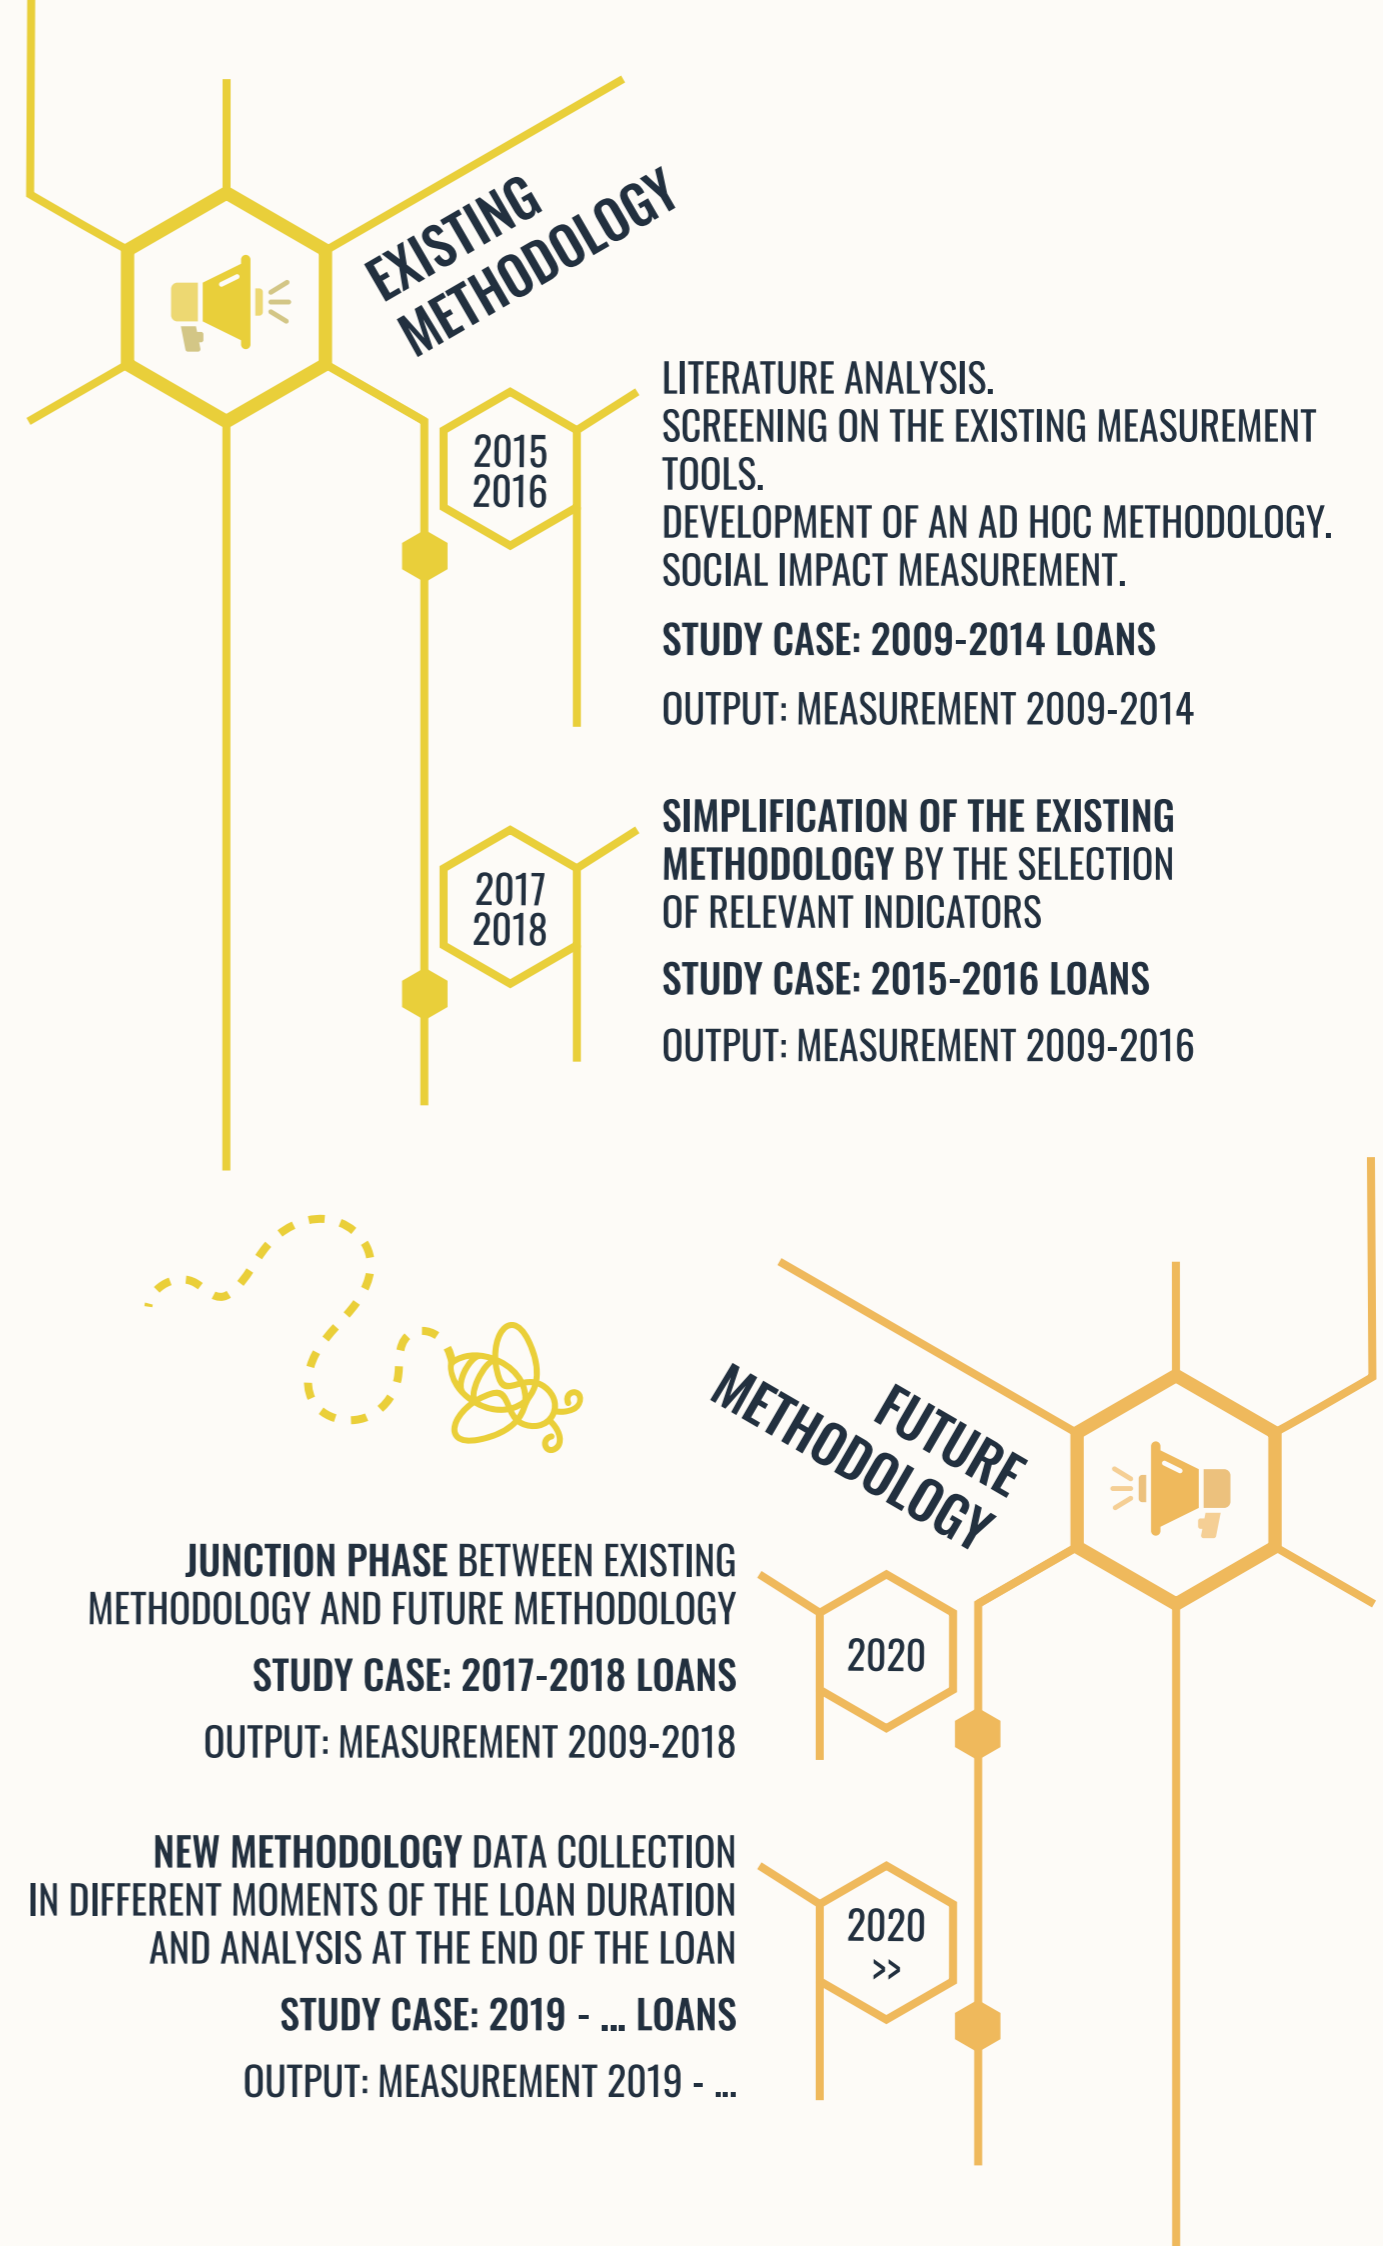 EXISTING
METHODOLOGY
2015
2016
LITERATURE ANALYSIS.
SCREENING ON THE EXISTING MEASUREMENT
TOOLS.
DEVELOPMENT OF AN AD HOC METHODOLOGY.
SOCIAL IMPACT MEASUREMENT.
STUDY CASE: 2009-2014 LOANS
OUTPUT: MEASUREMENT 2009-2014
2017
2018
SIMPLIFICATION OF THE EXISTING
METHODOLOGY BY THE SELECTION
OF RELEVANT INDICATORS
STUDY CASE: 2015-2016 LOANS
OUTPUT: MEASUREMENT 2009-2016
FUTURE
METHODOLOGY
2020
JUNCTION PHASE BETWEEN EXISTING
METHODOLOGY AND FUTURE METHODOLOGY
STUDY CASE: 2017-2018 LOANS
OUTPUT: MEASUREMENT 2009-2018
2020
>>
NEW METHODOLOGY DATA COLLECTION
IN DIFFERENT MOMENTS OF THE LOAN DURATION
AND ANALYSIS AT THE END OF THE LOAN
STUDY CASE: 2019 - ... LOANS
OUTPUT: MEASUREMENT 2019 - ...